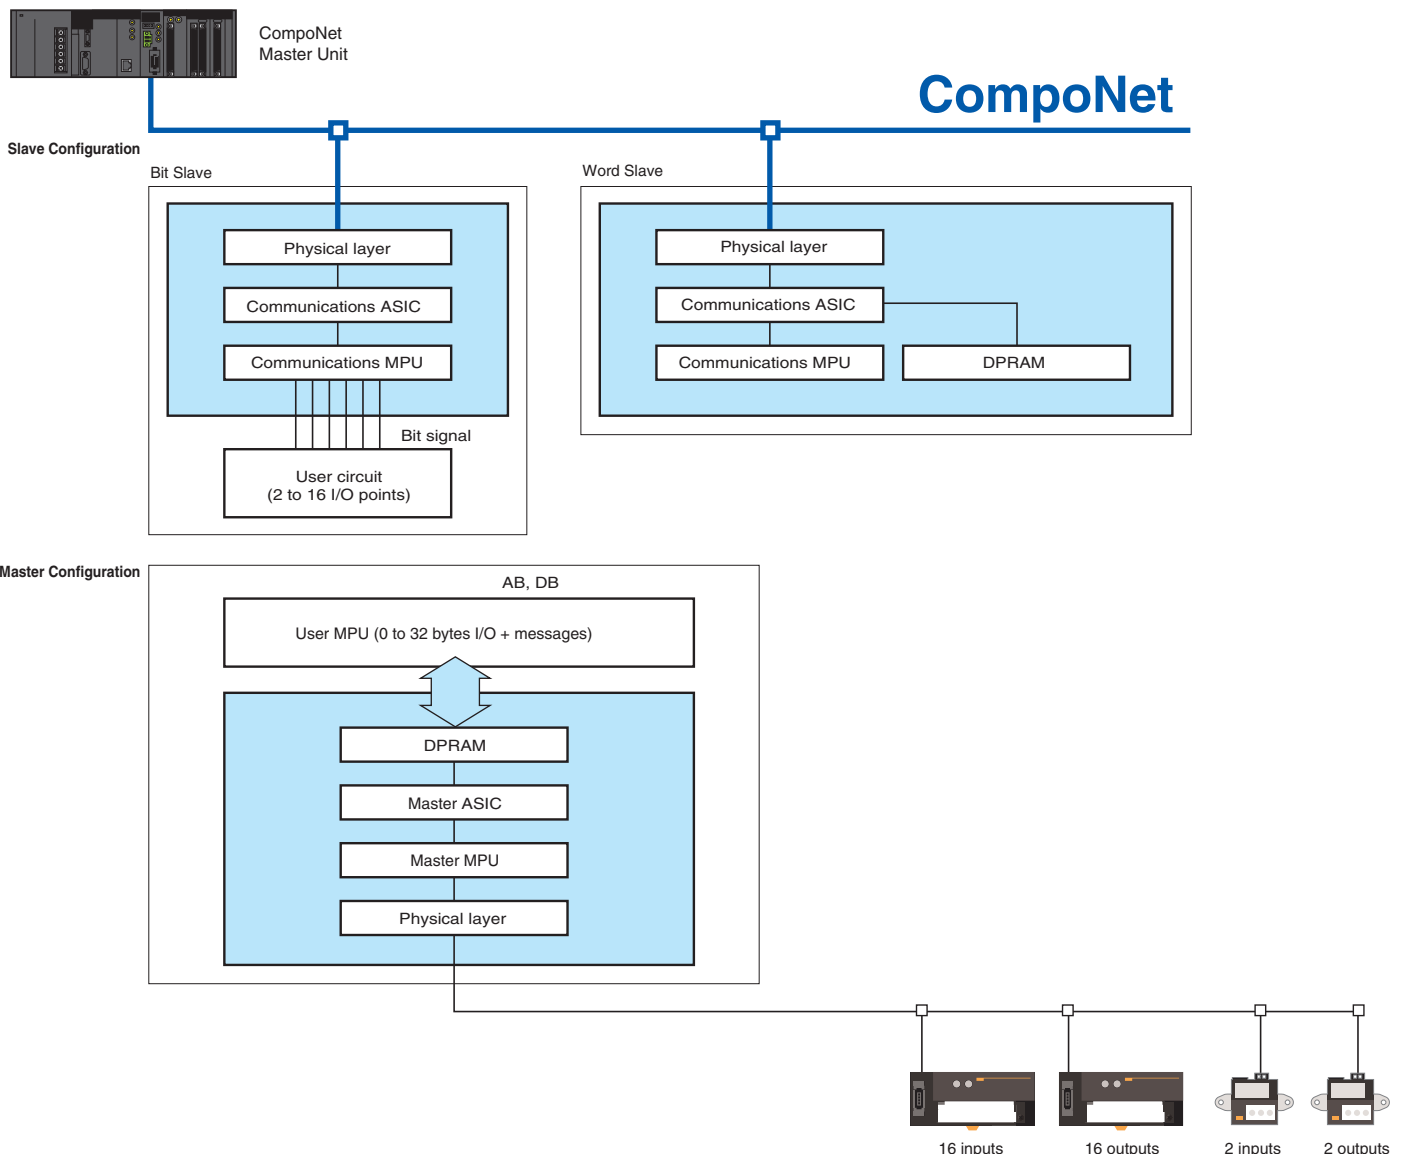 CompoNet
Master Unit
CompoNet
Slave Configuration
Bit Slave
Physical layer
Communications ASIC
Communications MPU
Bit signal
User circuit
(2 to 16 I/O points)
Word Slave
Physical layer
Communications ASIC
Communications MPU
DPRAM
Master Configuration
AB, DB
User MPU (0 to 32 bytes I/O + messages)
DPRAM
Master ASIC
Master MPU
Physical layer
16 inputs
16 outputs
2 inputs
2 outputs